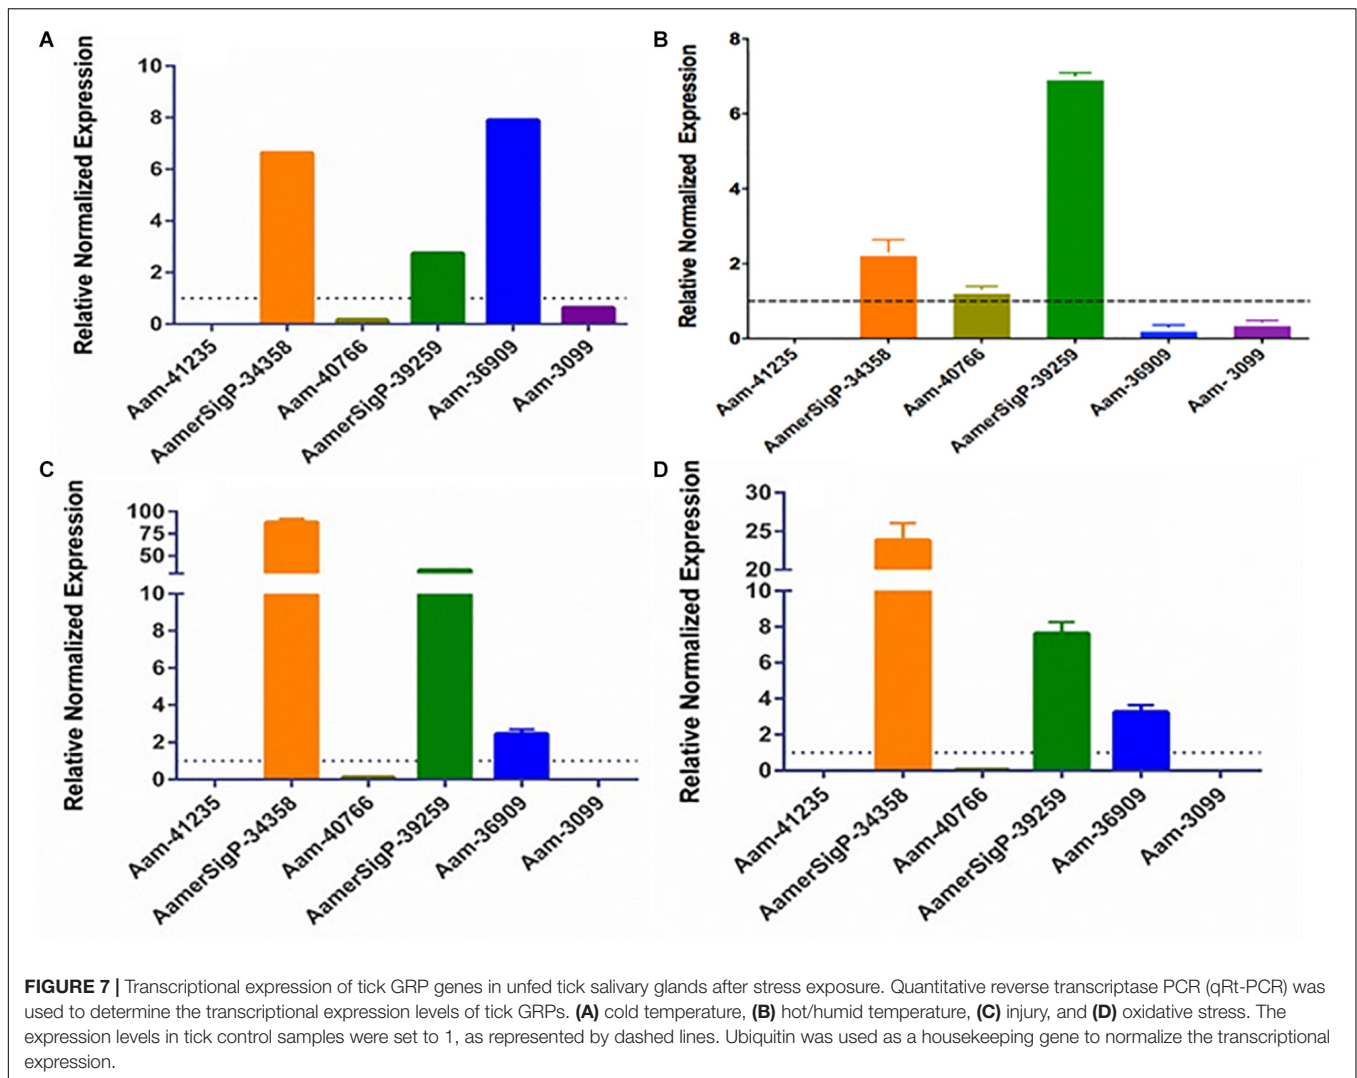 A
Relative Normalized Expression
10
8
6
4
2
0
Aam-41235
AamerSigP-34358
Aam-40766
AamerSigP-39259
Aam-36909
Aam-3099
B
Relative Normalized Expression
8
6
4
2
0
Aam-41235
AamerSigP-34358
Aam-40766
AamerSigP-39259
Aam-36909
Aam- 3099
C
Relative Normalized Expression
100
75
50
10
8
6
4
2
0
Aam-41235
AamerSigP-34358
Aam-40766
AamerSigP-39259
Aam-36909
Aam-3099
D
Relative Normalized Expression
30
25
20
10
8
6
4
2
0
Aam-41235
AamerSigP-34358
Aam-40766
AamerSigP-39259
Aam-36909
Aam-3099
FIGURE 7 | Transcriptional expression of tick GRP genes in unfed tick salivary glands after stress exposure. Quantitative reverse transcriptase PCR (qRt-PCR) was
used to determine the transcriptional expression levels of tick GRPs. (A) cold temperature, (B) hot/humid temperature, (C) injury, and (D) oxidative stress. The
expression levels in tick control samples were set to 1, as represented by dashed lines. Ubiquitin was used as a housekeeping gene to normalize the transcriptional
expression.